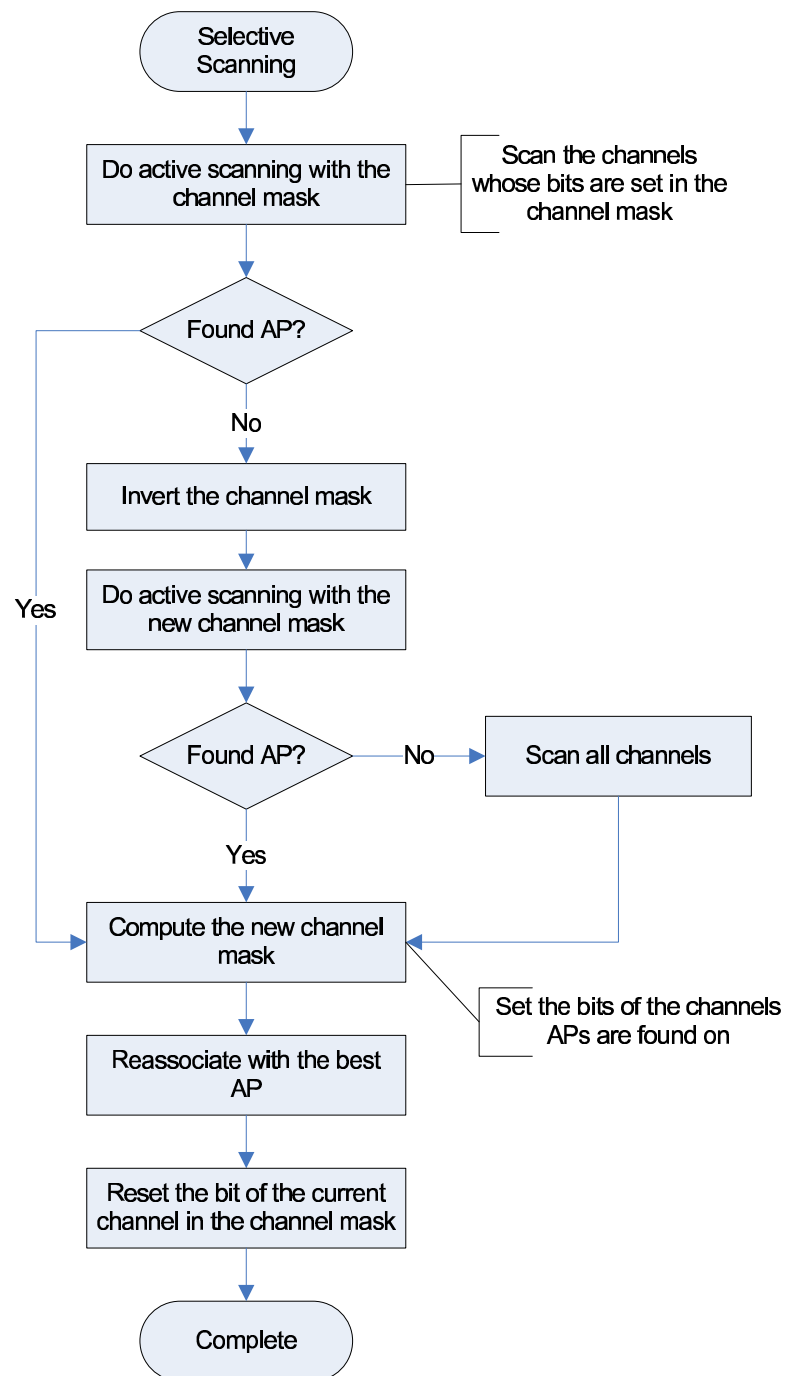 Selective
Scanning
Do active scanning with the
channel mask
Scan the channels
whose bits are set in the
channel mask
Found AP?
No
Invert the channel mask
Do active scanning with the
new channel mask
Yes
Found AP?
No
Scan all channels
Yes
Compute the new channel
mask
Set the bits of the channels
APs are found on
Reassociate with the best
AP
Reset the bit of the current
channel in the channel mask
Complete